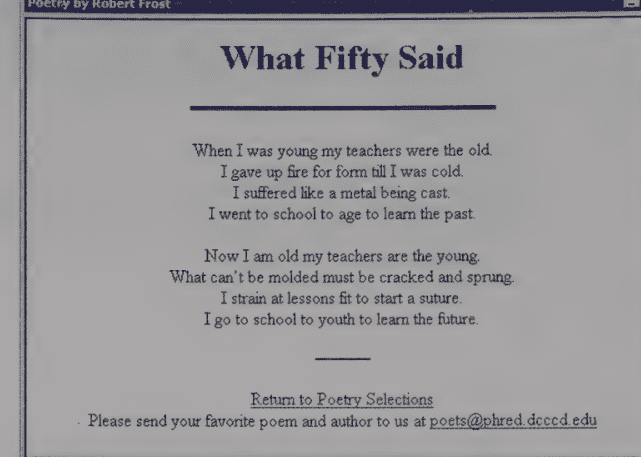 Poetry by Robert Frost
What Fifty Said
When I was young my teachers were the old.
I gave up fire for form till I was cold.
I suffered like a metal being cast.
I went to school to age to learn the past.
Now I am old my teachers are the young.
What can't be molded must be cracked and sprung.
I strain at lessons fit to start a suture.
I go to school to youth to learn the future.
Return to Poetry Selections
Please send your favorite poem and author to us at poets@phred.dcccd.edu